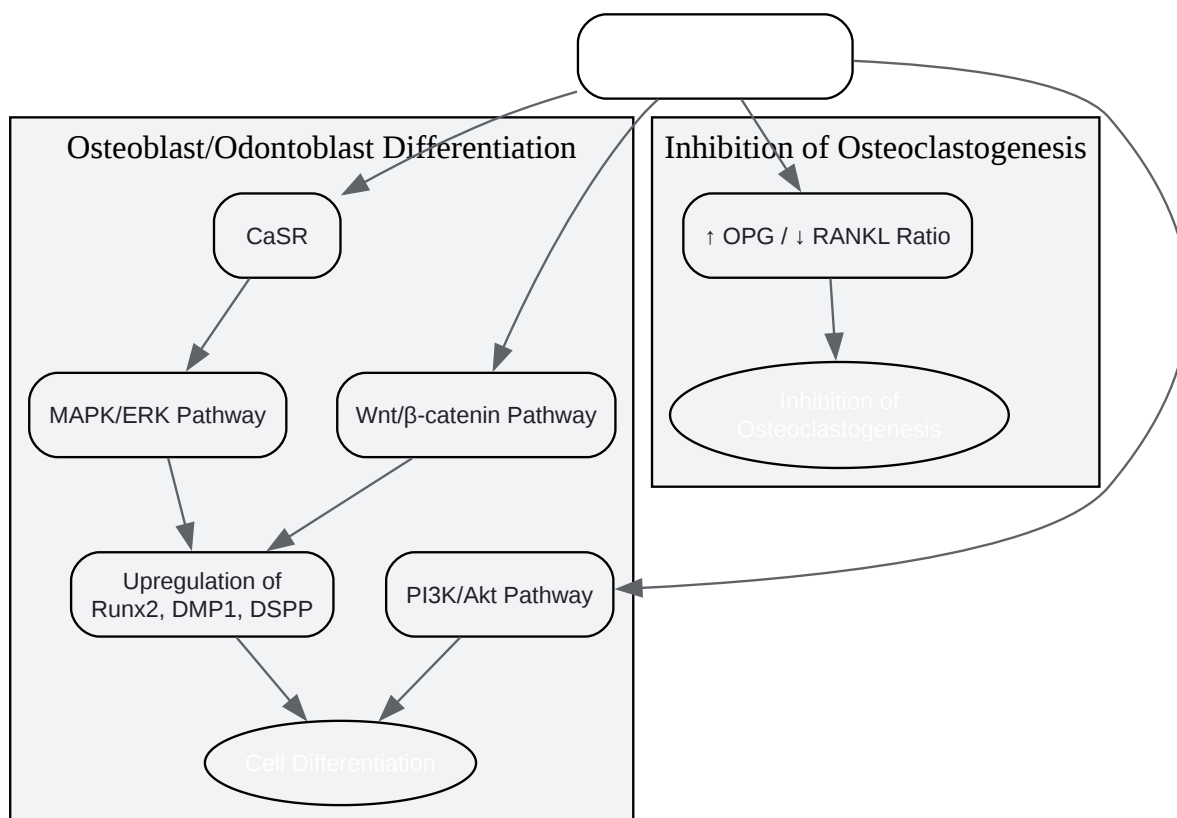 Osteoblast/Odontoblast Differentiation
Inhibition of Osteoclastogenesis
CaSR
↑ OPG / ↓ RANKL Ratio
MAPK/ERK Pathway
Wnt/β-catenin Pathway
Inhibition of
Osteoclastogenesis
Upregulation of
Runx2, DMP1, DSPP
PI3K/Akt Pathway
Cell Differentiation